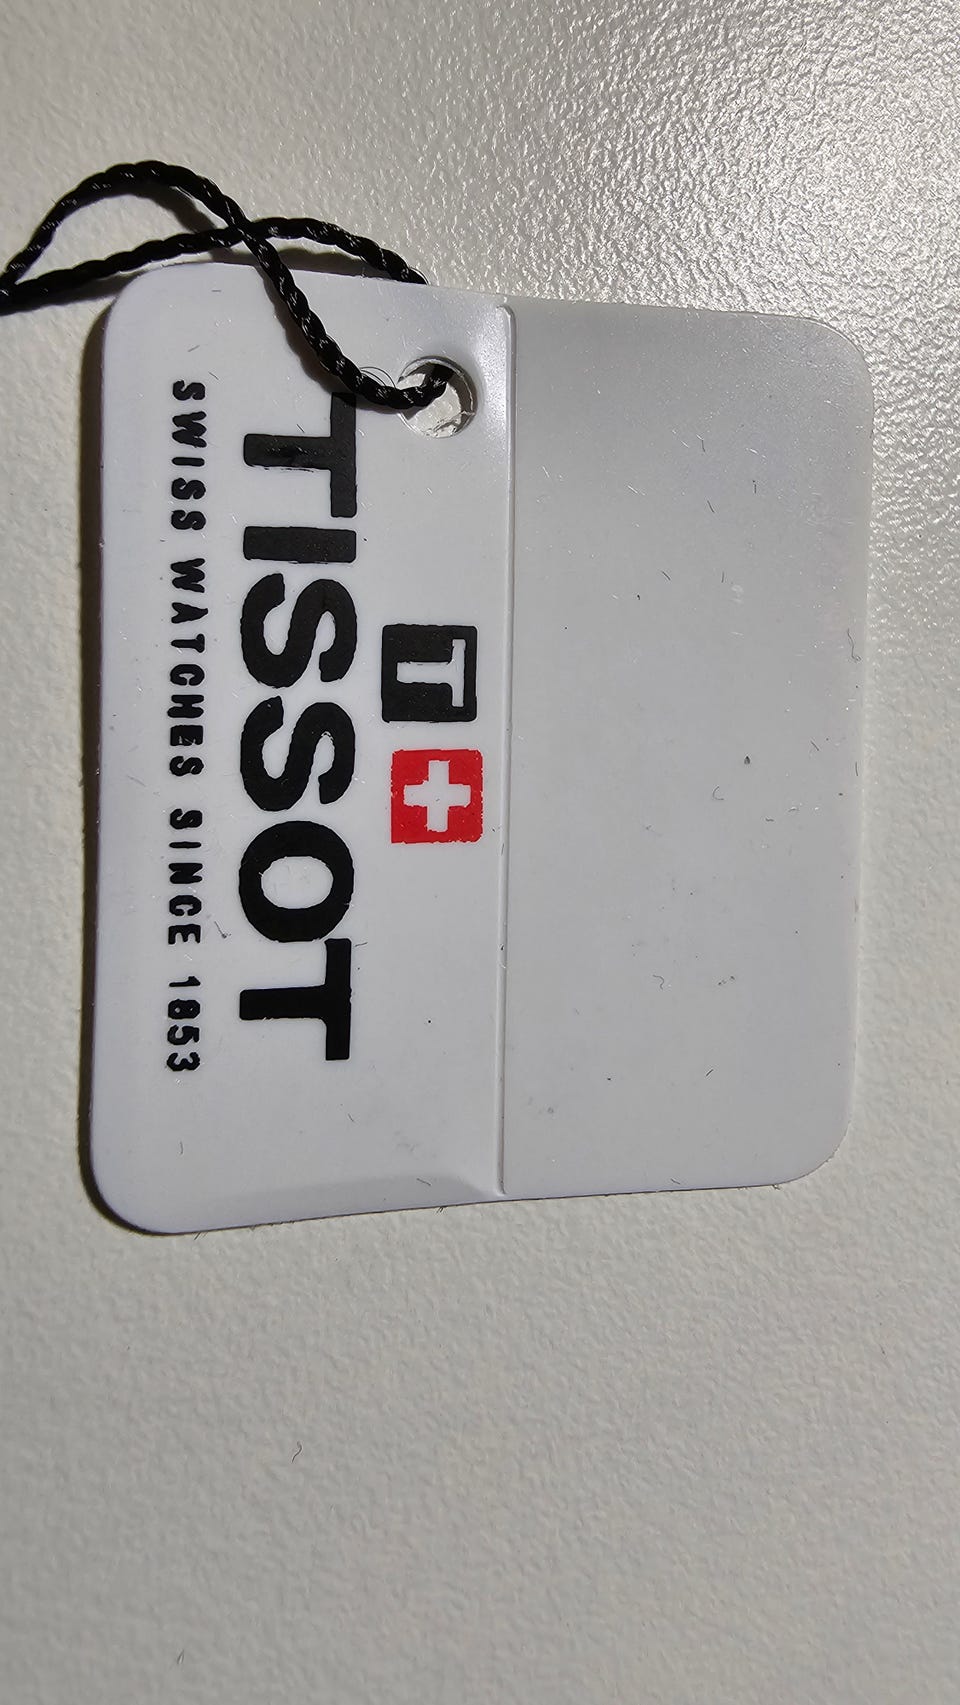 T+
TISSOT
SWISS WATCHES SINCE 1853